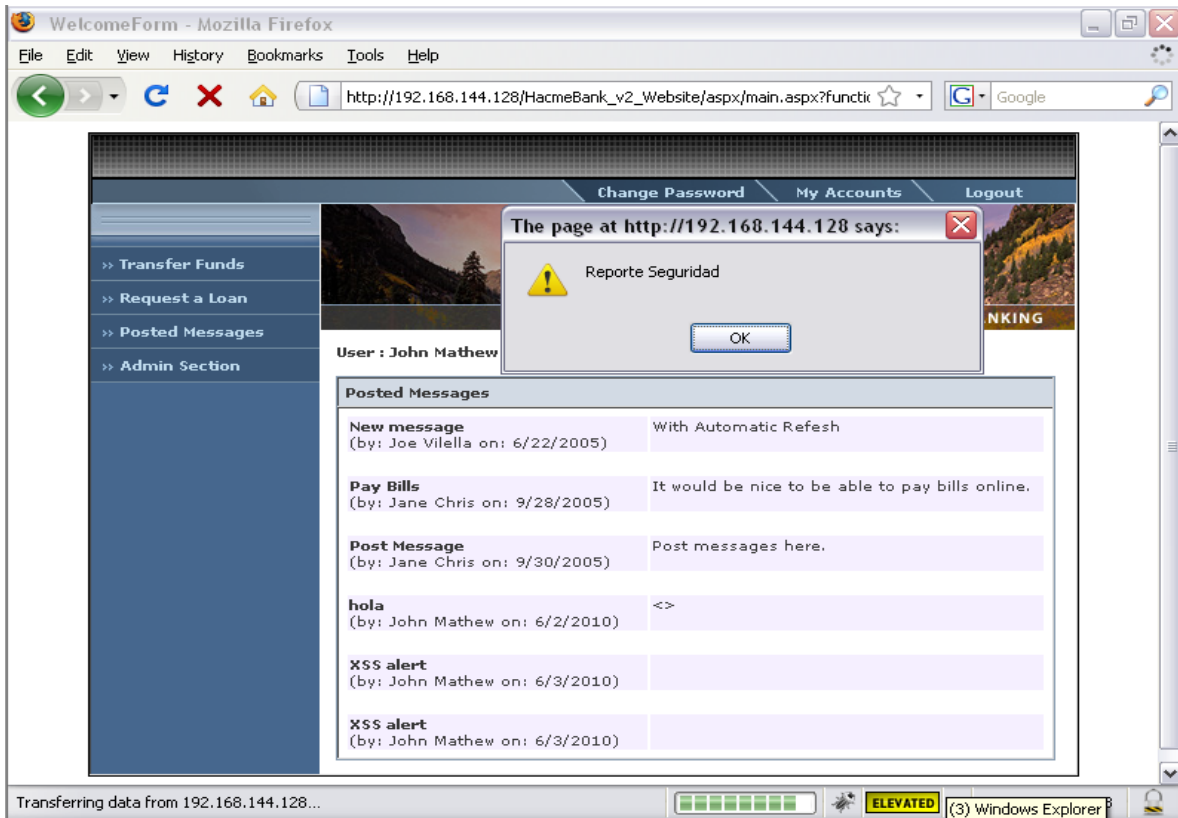 WelcomeForm - Mozilla Firefox
File Edit View History Bookmarks Tools Help
http://192.168.144.128/HacmeBank_v2_Website/aspx/main.aspx?functic
G Google
Change Password My Accounts Logout
The page at http://192.168.144.128 says:
Reporte Seguridad
OK
›› Transfer Funds
›› Request a Loan
›› Posted Messages
›› Admin Section
NKING
User : John Mathew
Posted Messages
New message With Automatic Refesh
(by: Joe Vilella on: 6/22/2005)
Pay Bills It would be nice to be able to pay bills online.
(by: Jane Chris on: 9/28/2005)
Post Message Post messages here.
(by: Jane Chris on: 9/30/2005)
hola <>
(by: John Mathew on: 6/2/2010)
XSS alert
(by: John Mathew on: 6/3/2010)
XSS alert
(by: John Mathew on: 6/3/2010)
Transferring data from 192.168.144.128...
ELEVATED
(3) Windows Explorer